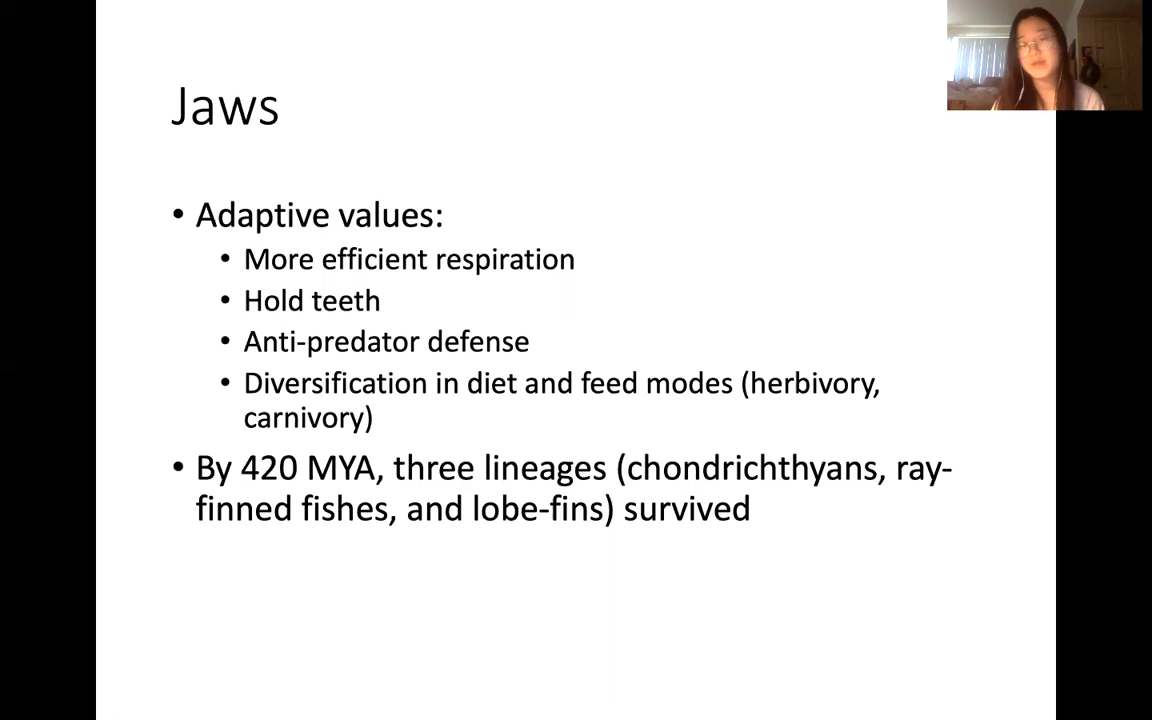 Jaws
• Adaptive values:
• More efficient respiration
• Hold teeth
• Anti-predator defense
• Diversification in diet and feed modes (herbivory,
carnivory)
• By 420 MYA, three lineages (chondrichthyans, ray-
finned fishes, and lobe-fins) survived